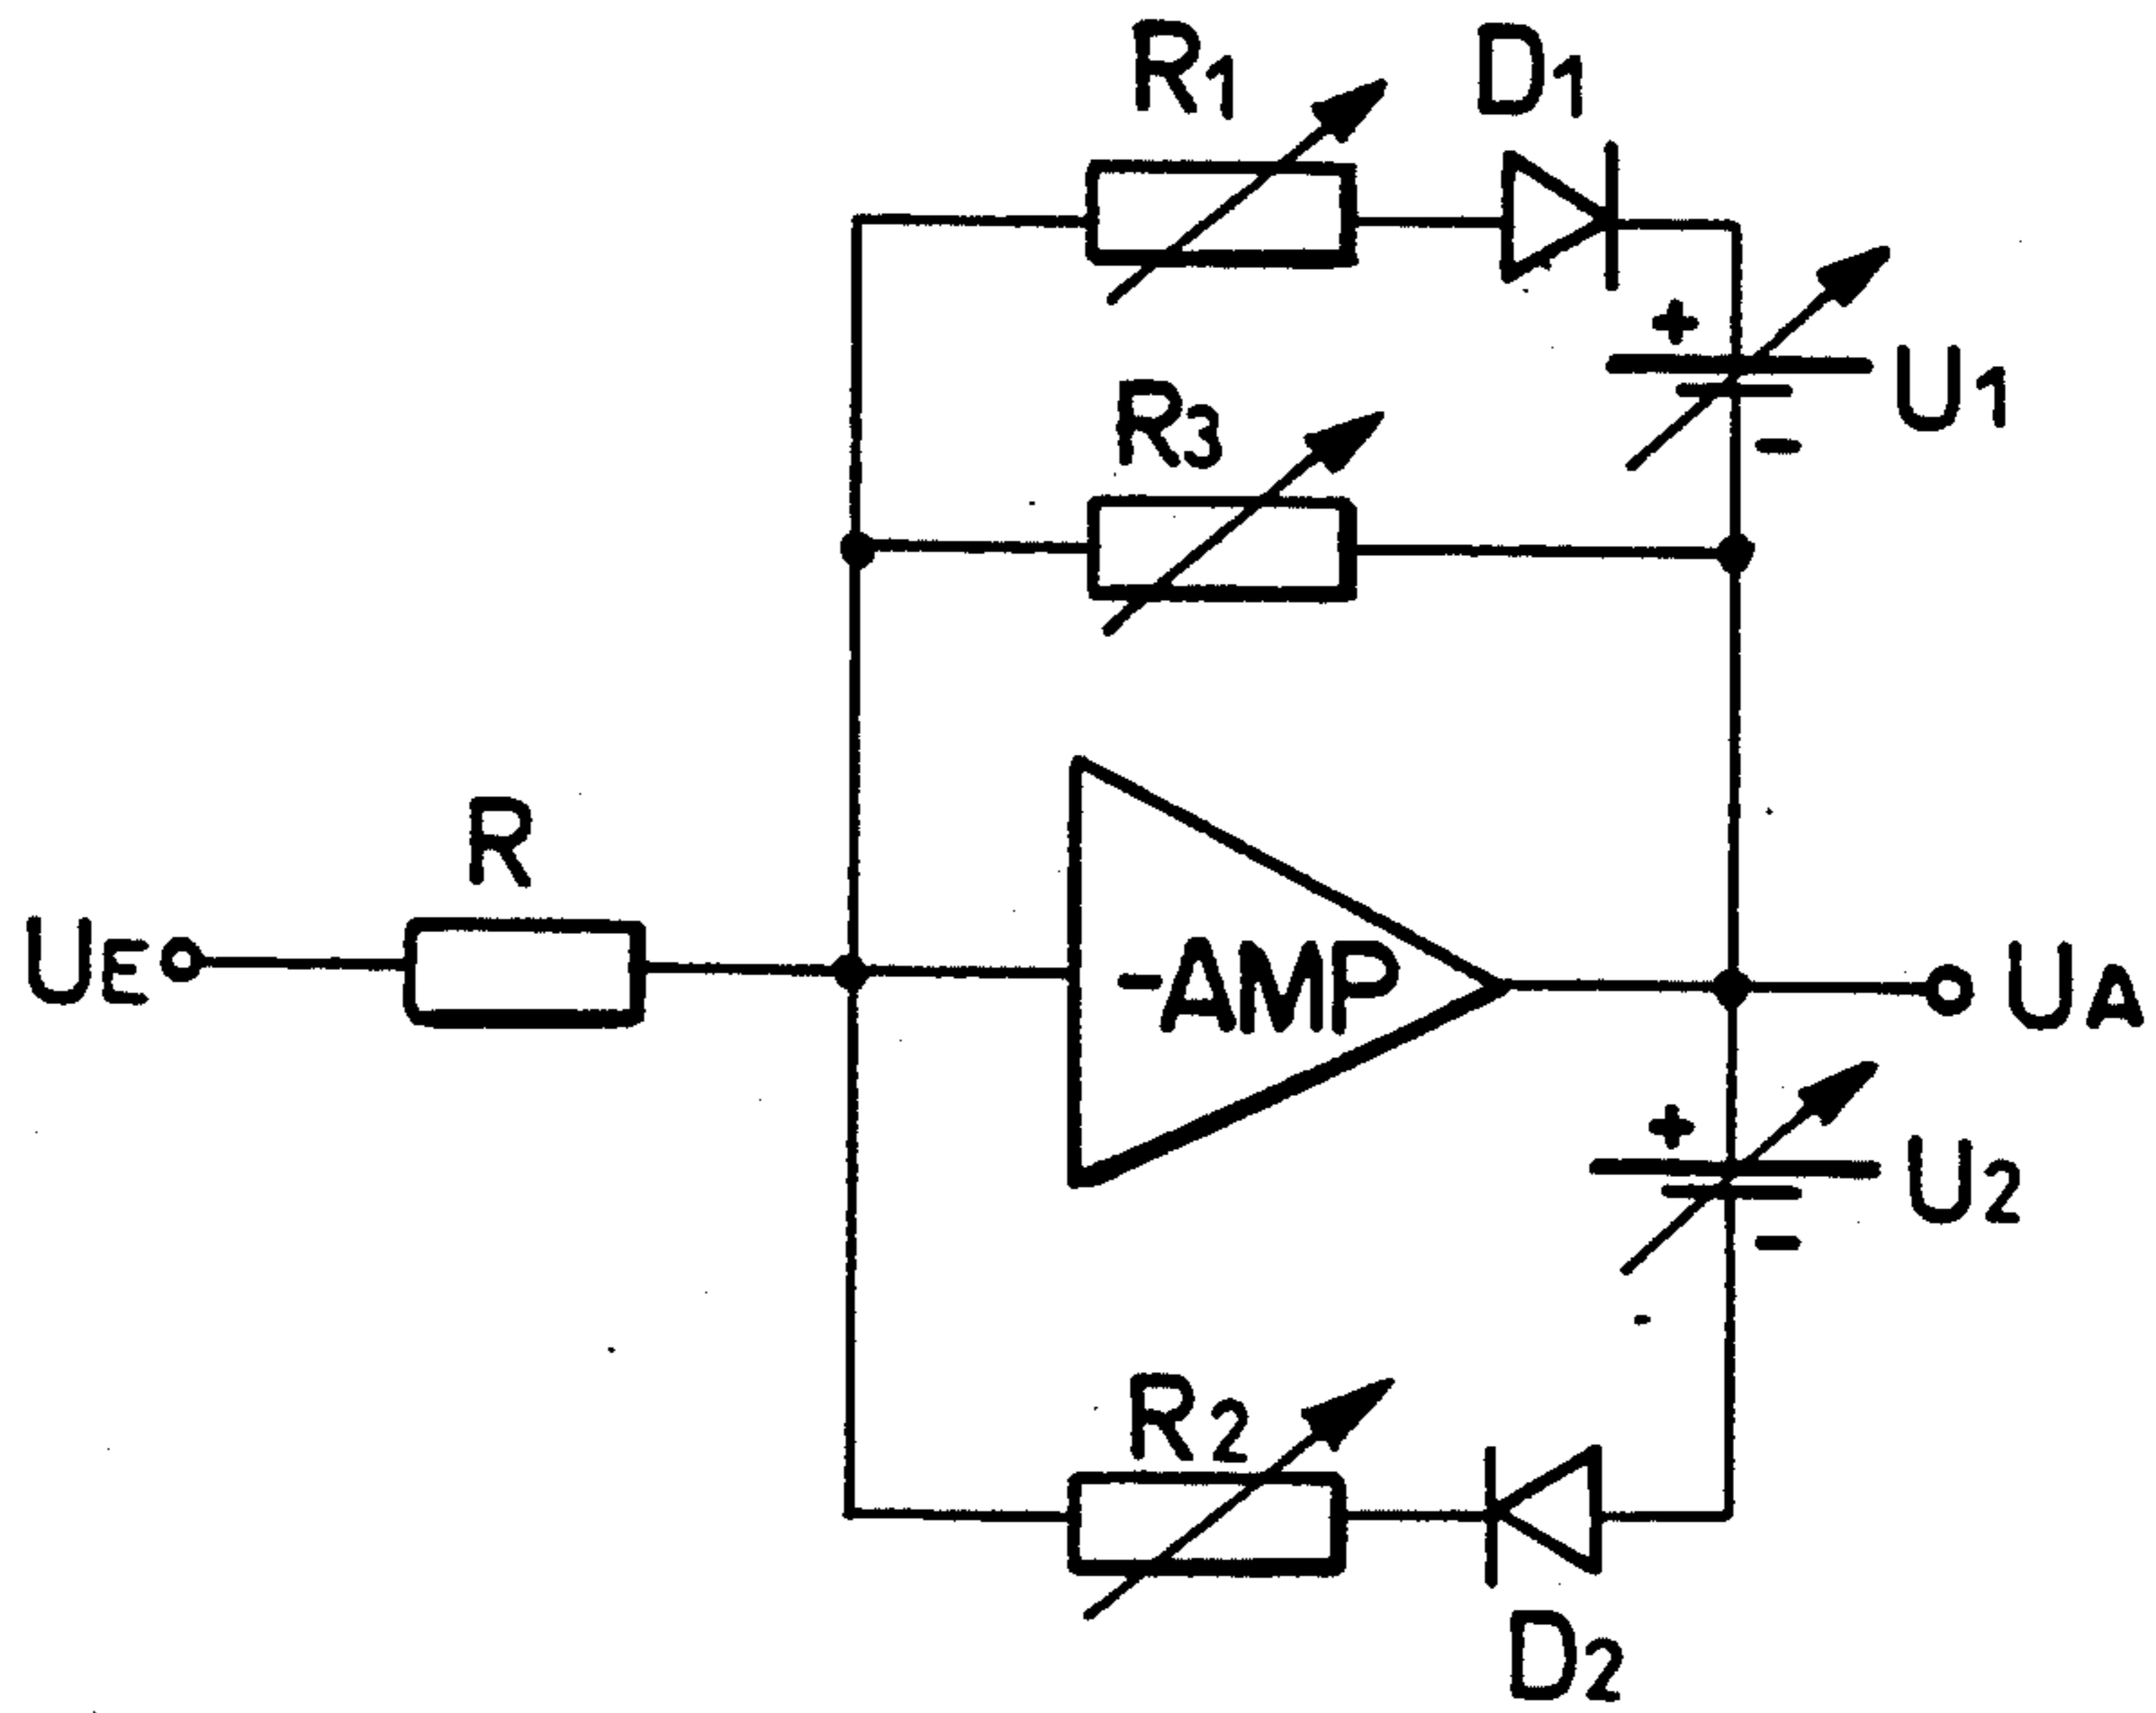 R1
D1
+
U1
-
R3
R
UE
-AMP
UA
+
U2
-
R2
D2